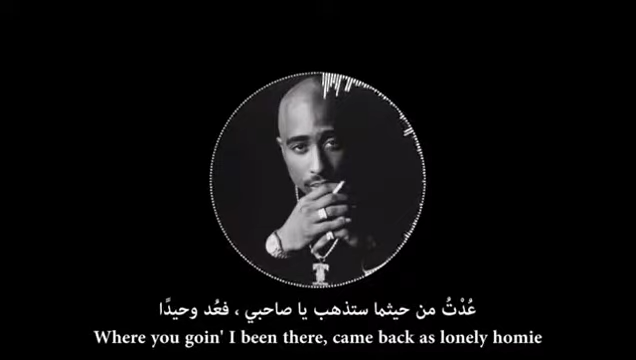 عُدْتُ من حيثما ستذهب يا صاحبي ، فعُد وحيدًا
Where you goin' I been there, came back as lonely homie